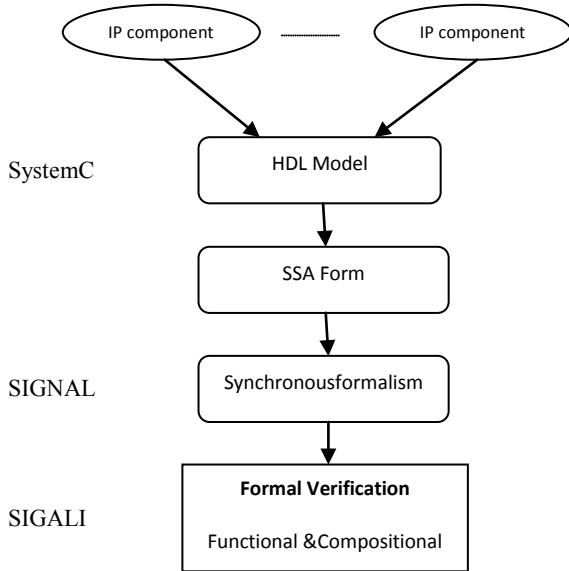 IP component
IP component
SystemC
HDL Model
SSA Form
SIGNAL
Synchronousformalism
SIGALI
Formal Verification
Functional &Compositional